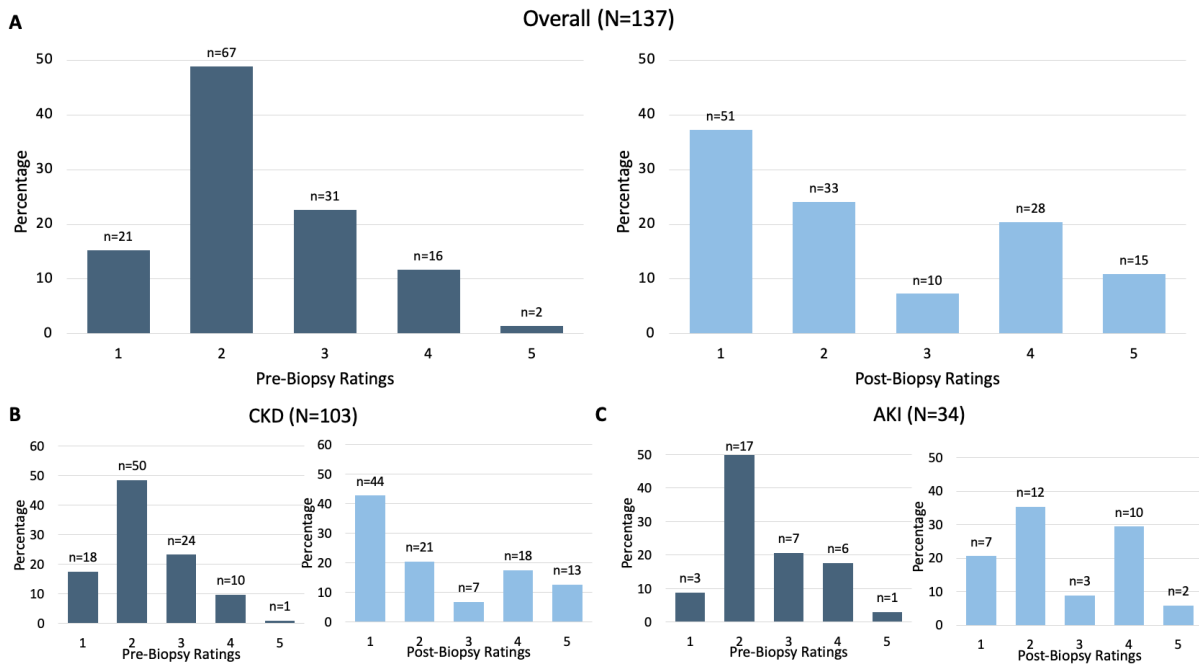 A
Overall (N=137)
Percentage
50
40
30
20
10
0
n=21
n=67
n=31
n=16
n=2
1 2 3 4 5
Pre-Biopsy Ratings
Percentage
50
40
30
20
10
0
n=51
n=33
n=10
n=28
n=15
1 2 3 4 5
Post-Biopsy Ratings
B
CKD (N=103)
Percentage
60
50
40
30
20
10
0
n=18
n=50
n=24
n=10
n=1
1 2 3 4 5
Pre-Biopsy Ratings
Percentage
60
50
40
30
20
10
0
n=44
n=21
n=7
n=18
n=13
1 2 3 4 5
Post-Biopsy Ratings
C
AKI (N=34)
Percentage
50
40
30
20
10
0
n=3
n=17
n=7
n=6
n=1
1 2 3 4 5
Pre-Biopsy Ratings
Percentage
50
40
30
20
10
0
n=7
n=12
n=3
n=10
n=2
1 2 3 4 5
Post-Biopsy Ratings